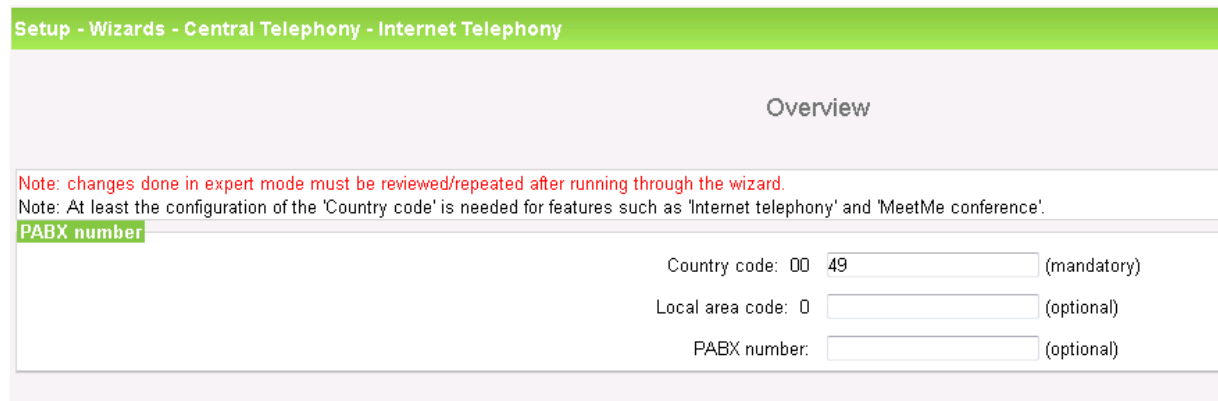 Setup - Wizards - Central Telephony - Internet Telephony
Overview
Note: changes done in expert mode must be reviewed/repeated after running through the wizard.
Note: At least the configuration of the 'Country code' is needed for features such as 'Internet telephony' and 'MeetMe conference'.
PABX number
Country code: 00 49 (mandatory)
Local area code: 0 (optional)
PABX number: (optional)